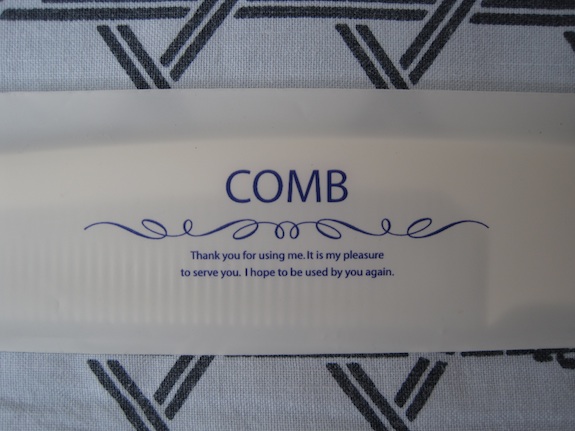 COMB
Thank you for using me. It is my pleasure
to serve you. I hope to be used by you again.